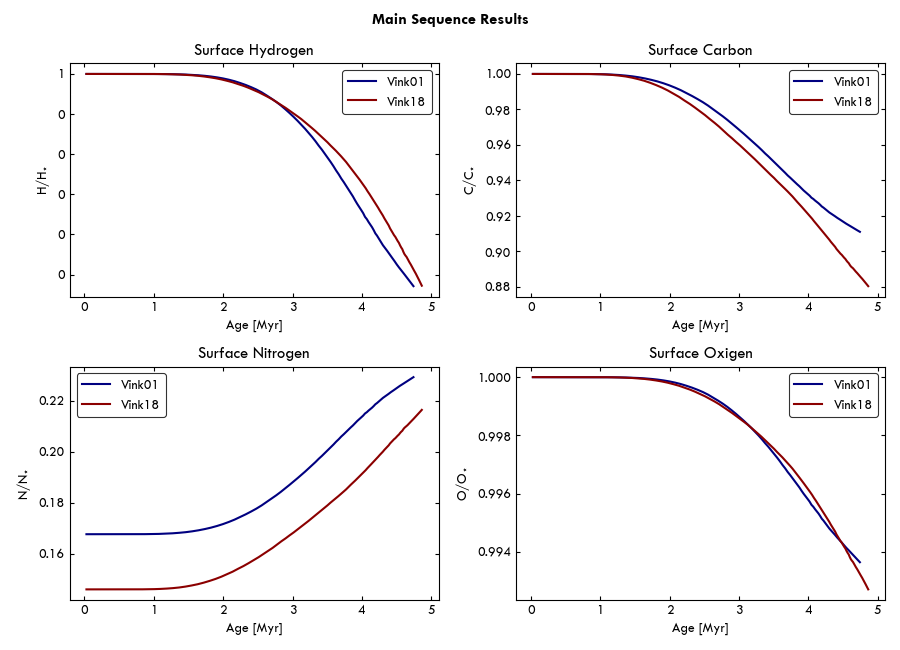 Main Sequence Results
Surface Hydrogen
1
0
0
0
0
0
H/H⋆
Vink01
Vink18
0 1 2 3 4 5
Age [Myr]
Surface Carbon
1.00
0.98
0.96
0.94
0.92
0.90
0.88
C/C⋆
Vink01
Vink18
0 1 2 3 4 5
Age [Myr]
Surface Nitrogen
0.22
0.20
0.18
0.16
N/N⋆
Vink01
Vink18
0 1 2 3 4 5
Age [Myr]
Surface Oxigen
1.000
0.998
0.996
0.994
O/O⋆
Vink01
Vink18
0 1 2 3 4 5
Age [Myr]